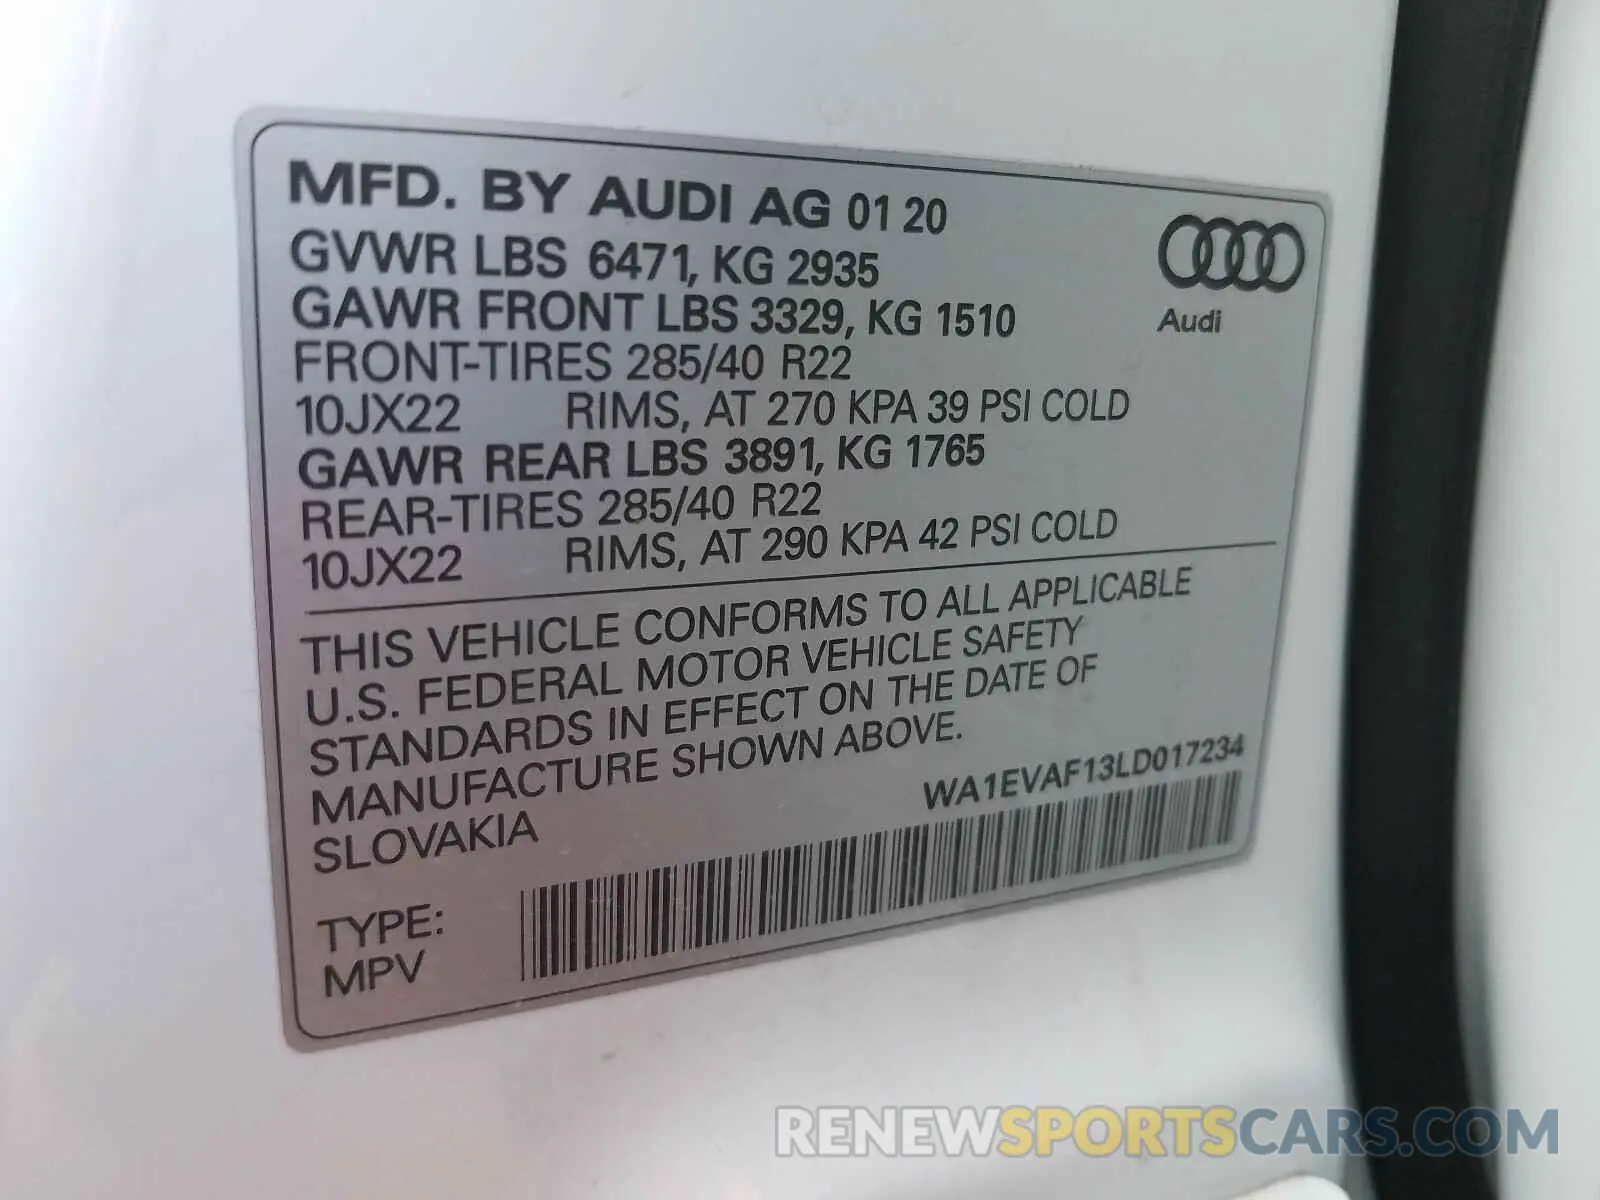 MFD. BY AUDI AG 01 20
GVWR LBS 6471, KG 2935
GAWR FRONT LBS 3329, KG 1510
FRONT-TIRES 285/40 R22
10JX22 RIMS, AT 270 KPA 39 PSI COLD
GAWR REAR LBS 3891, KG 1765
REAR-TIRES 285/40 R22
10JX22 RIMS, AT 290 KPA 42 PSI COLD
Audi
THIS VEHICLE CONFORMS TO ALL APPLICABLE
U.S. FEDERAL MOTOR VEHICLE SAFETY
STANDARDS IN EFFECT ON THE DATE OF
MANUFACTURE SHOWN ABOVE.
SLOVAKIA
WA1EVAF13LD017234
TYPE:
MPV
RENEWSPORTSCARS.COM